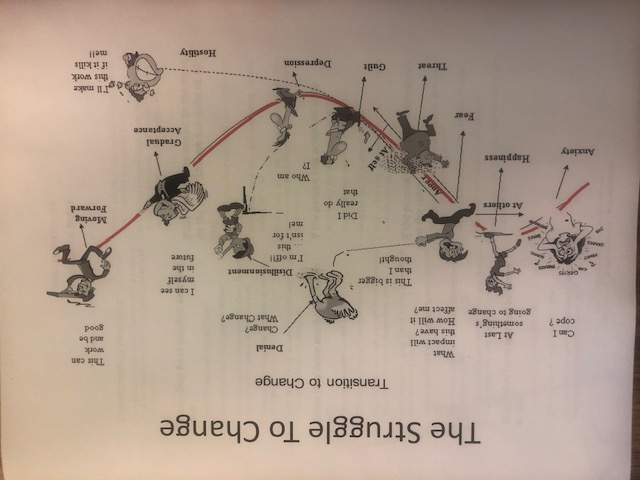 The Struggle To Change
Transition to Change
Can I
cope ?
At Last
something's
going to change
What
impact will
this have?
How will it
affect me?
This is bigger
than I
thought!
Denial
Change?
What Change?
Disillusionment
I'm off!!
... this
isn't for
me!
I can see
myself
in the
future
This can
work
and be
good
Anxiety
Happiness
At others
Fear
Anger
At self
Threat
Did I
really do
that
Guilt
Who am
I?
Depression
Hostility
Gradual
Acceptance
Moving
Forward
I'll make
this work
if it kills
me!!